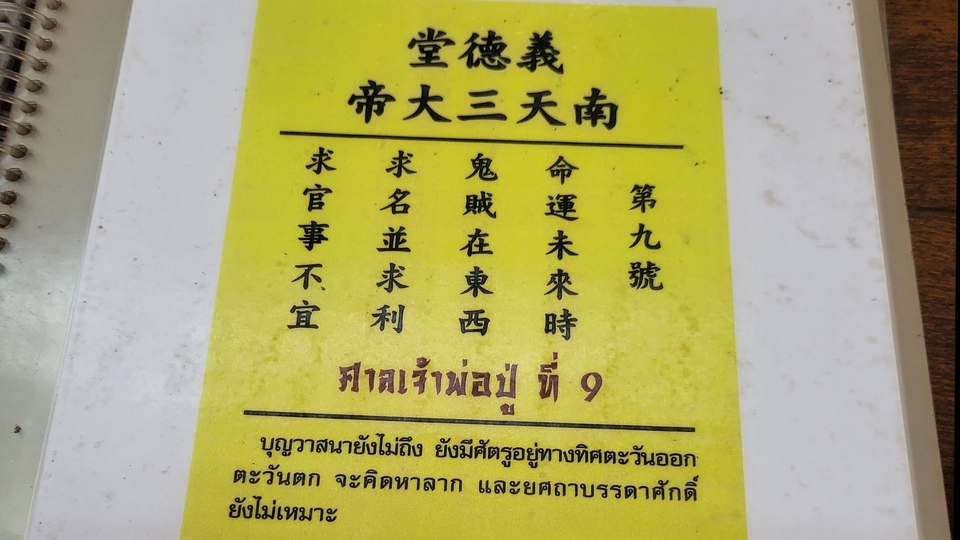 義德堂
南天三大帝
第九號
命運未來時
鬼賊在東西
求名並求利
求官事不宜
ศาลเจ้าพ่อปู่ ที่ 9
บุญวาสนายังไม่ถึง ยังมีศัตรูอยู่ทางทิศตะวันออก
ตะวันตก จะคิดหาลาก และยศถาบรรดาศักดิ์
ยังไม่เหมาะ